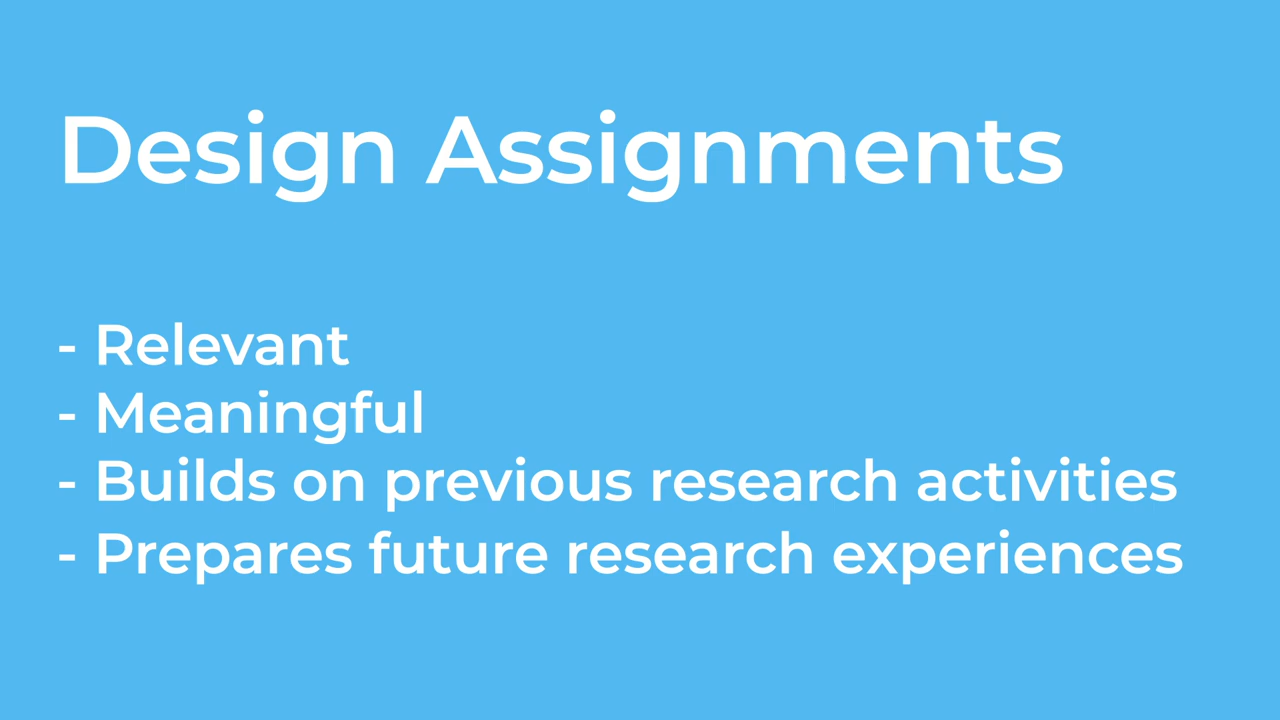 Design Assignments
- Relevant
- Meaningful
- Builds on previous research activities
- Prepares future research experiences